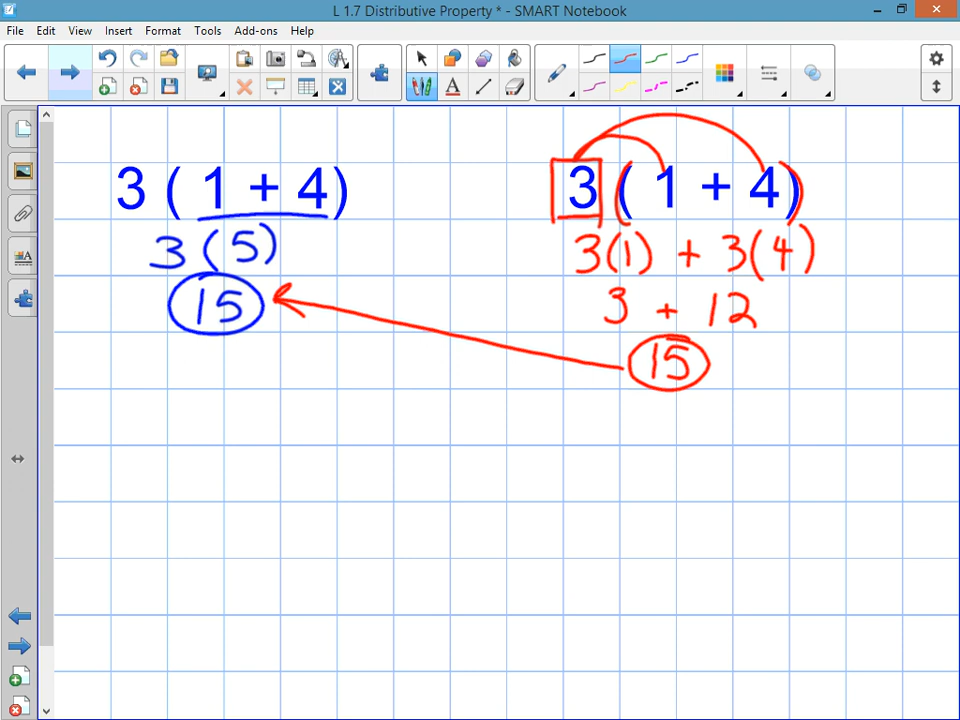 L 1.7 Distributive Property * - SMART Notebook
File Edit View Insert Format Tools Add-ons Help
3 ( 1 + 4)
3 (5)
15
3 ( 1 + 4)
3(1) + 3(4)
3 + 12
15